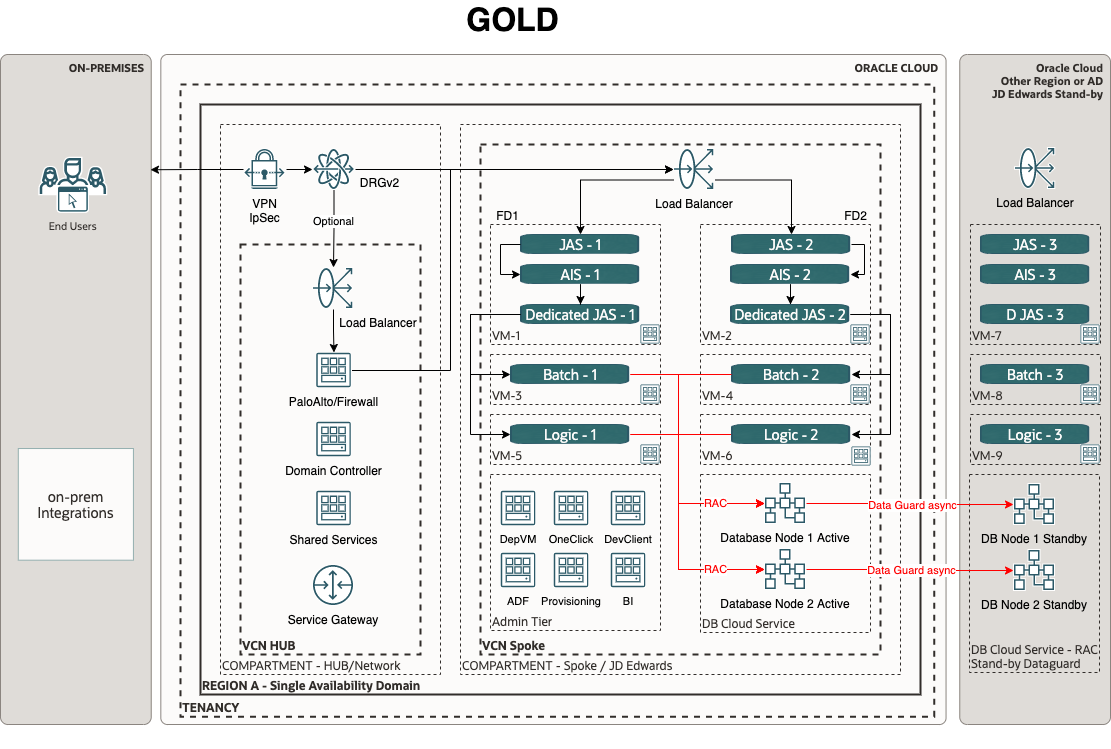 GOLD
ON-PREMISES
End Users
on-prem
Integrations
ORACLE CLOUD
VPN
IpSec
DRGv2
Optional
Load Balancer
PaloAlto/Firewall
Domain Controller
Shared Services
Service Gateway
VCN HUB
COMPARTMENT - HUB/Network
Load Balancer
FD1
FD2
JAS - 1
AIS - 1
Dedicated JAS - 1
VM-1
JAS - 2
AIS - 2
Dedicated JAS - 2
VM-2
Batch - 1
VM-3
Batch - 2
VM-4
Logic - 1
VM-5
Logic - 2
VM-6
DepVM
OneClick
DevClient
ADF
Provisioning
BI
Admin Tier
RAC
Database Node 1 Active
RAC
Database Node 2 Active
DB Cloud Service
Data Guard async
Data Guard async
VCN Spoke
COMPARTMENT - Spoke / JD Edwards
REGION A - Single Availability Domain
TENANCY
Oracle Cloud
Other Region or AD
JD Edwards Stand-by
Load Balancer
JAS - 3
AIS - 3
D JAS - 3
VM-7
Batch - 3
VM-8
Logic - 3
VM-9
DB Node 1 Standby
DB Node 2 Standby
DB Cloud Service - RAC
Stand-by Dataguard